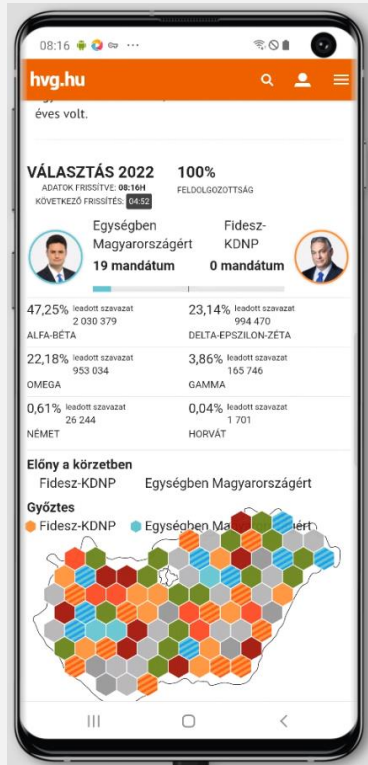 08:16
hvg.hu
éves volt.
VÁLASZTÁS 2022
100%
ADATOK FRISSÍTVE: 08:16H
FELDOLGOZOTTSÁG
KÖVETKEZŐ FRISSÍTÉS: 04:52
Egységben Magyarországért
Fidesz-KDNP
19 mandátum
0 mandátum
47,25% leadott szavazat
2 030 379
ALFA-BÉTA
23,14% leadott szavazat
994 470
DELTA-EPSZILON-ZÉTA
22,18% leadott szavazat
953 034
OMEGA
3,86% leadott szavazat
165 746
GAMMA
0,61% leadott szavazat
26 244
NÉMET
0,04% leadott szavazat
1 701
HORVÁT
Előny a körzetben
Fidesz-KDNP Egységben Magyarországért
Győztes
Fidesz-KDNP Egységben Magyarországért